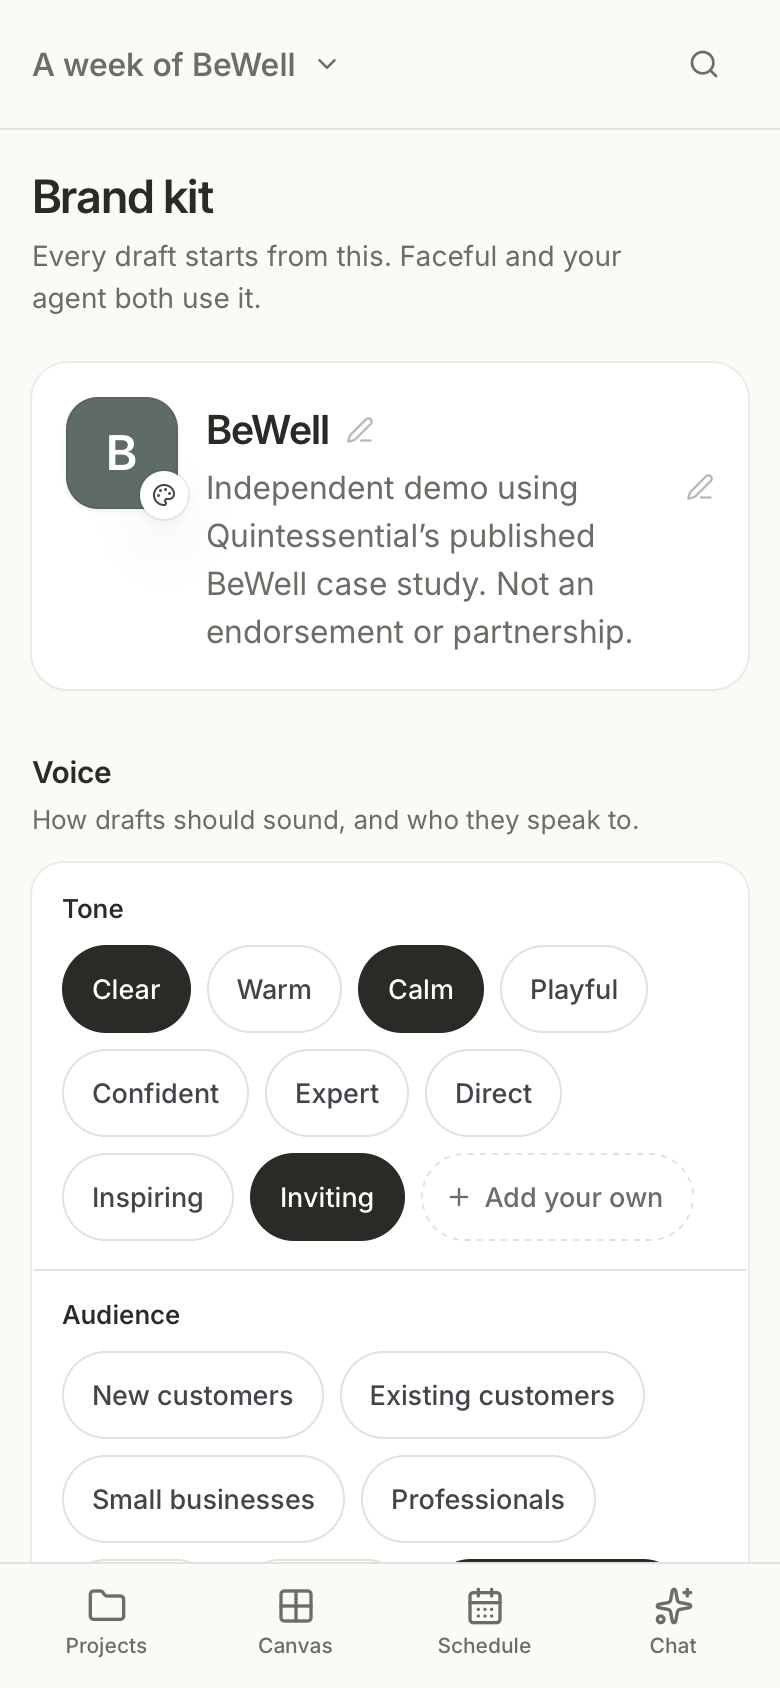 A week of BeWell
Brand kit
Every draft starts from this. Faceful and your
agent both use it.
B
BeWell
Independent demo using
Quintessential’s published
BeWell case study. Not an
endorsement or partnership.
Voice
How drafts should sound, and who they speak to.
Tone
Clear Warm Calm Playful
Confident Expert Direct
Inspiring Inviting + Add your own
Audience
New customers Existing customers
Small businesses Professionals
Projects Canvas Schedule Chat